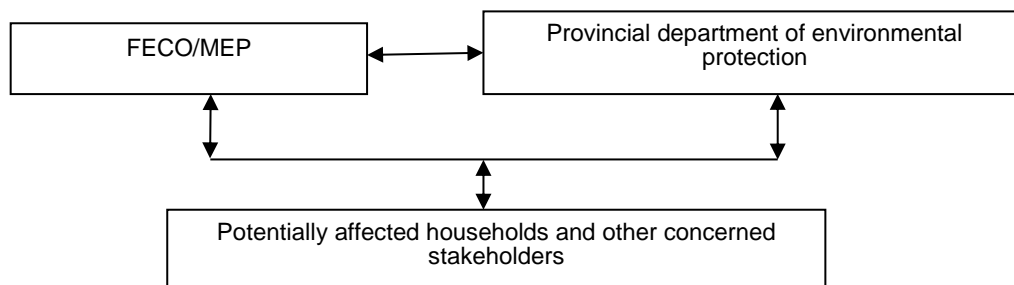 FECO/MEP
Provincial department of environmental
protection
Potentially affected households and other concerned
stakeholders